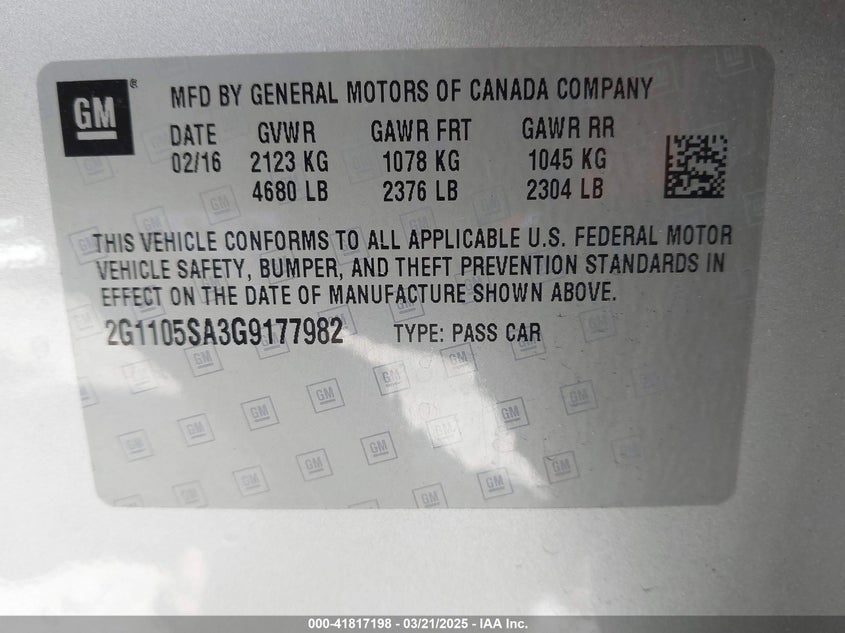 GM ® MFD BY GENERAL MOTORS OF CANADA COMPANY
DATE GVWR GAWR FRT GAWR RR
02/16 2123 KG 1078 KG 1045 KG
4680 LB 2376 LB 2304 LB
THIS VEHICLE CONFORMS TO ALL APPLICABLE U.S. FEDERAL MOTOR
VEHICLE SAFETY, BUMPER, AND THEFT PREVENTION STANDARDS IN
EFFECT ON THE DATE OF MANUFACTURE SHOWN ABOVE.
2G1105SA3G9177982 TYPE: PASS CAR
000-41817198 - 03/21/2025 - IAA Inc.